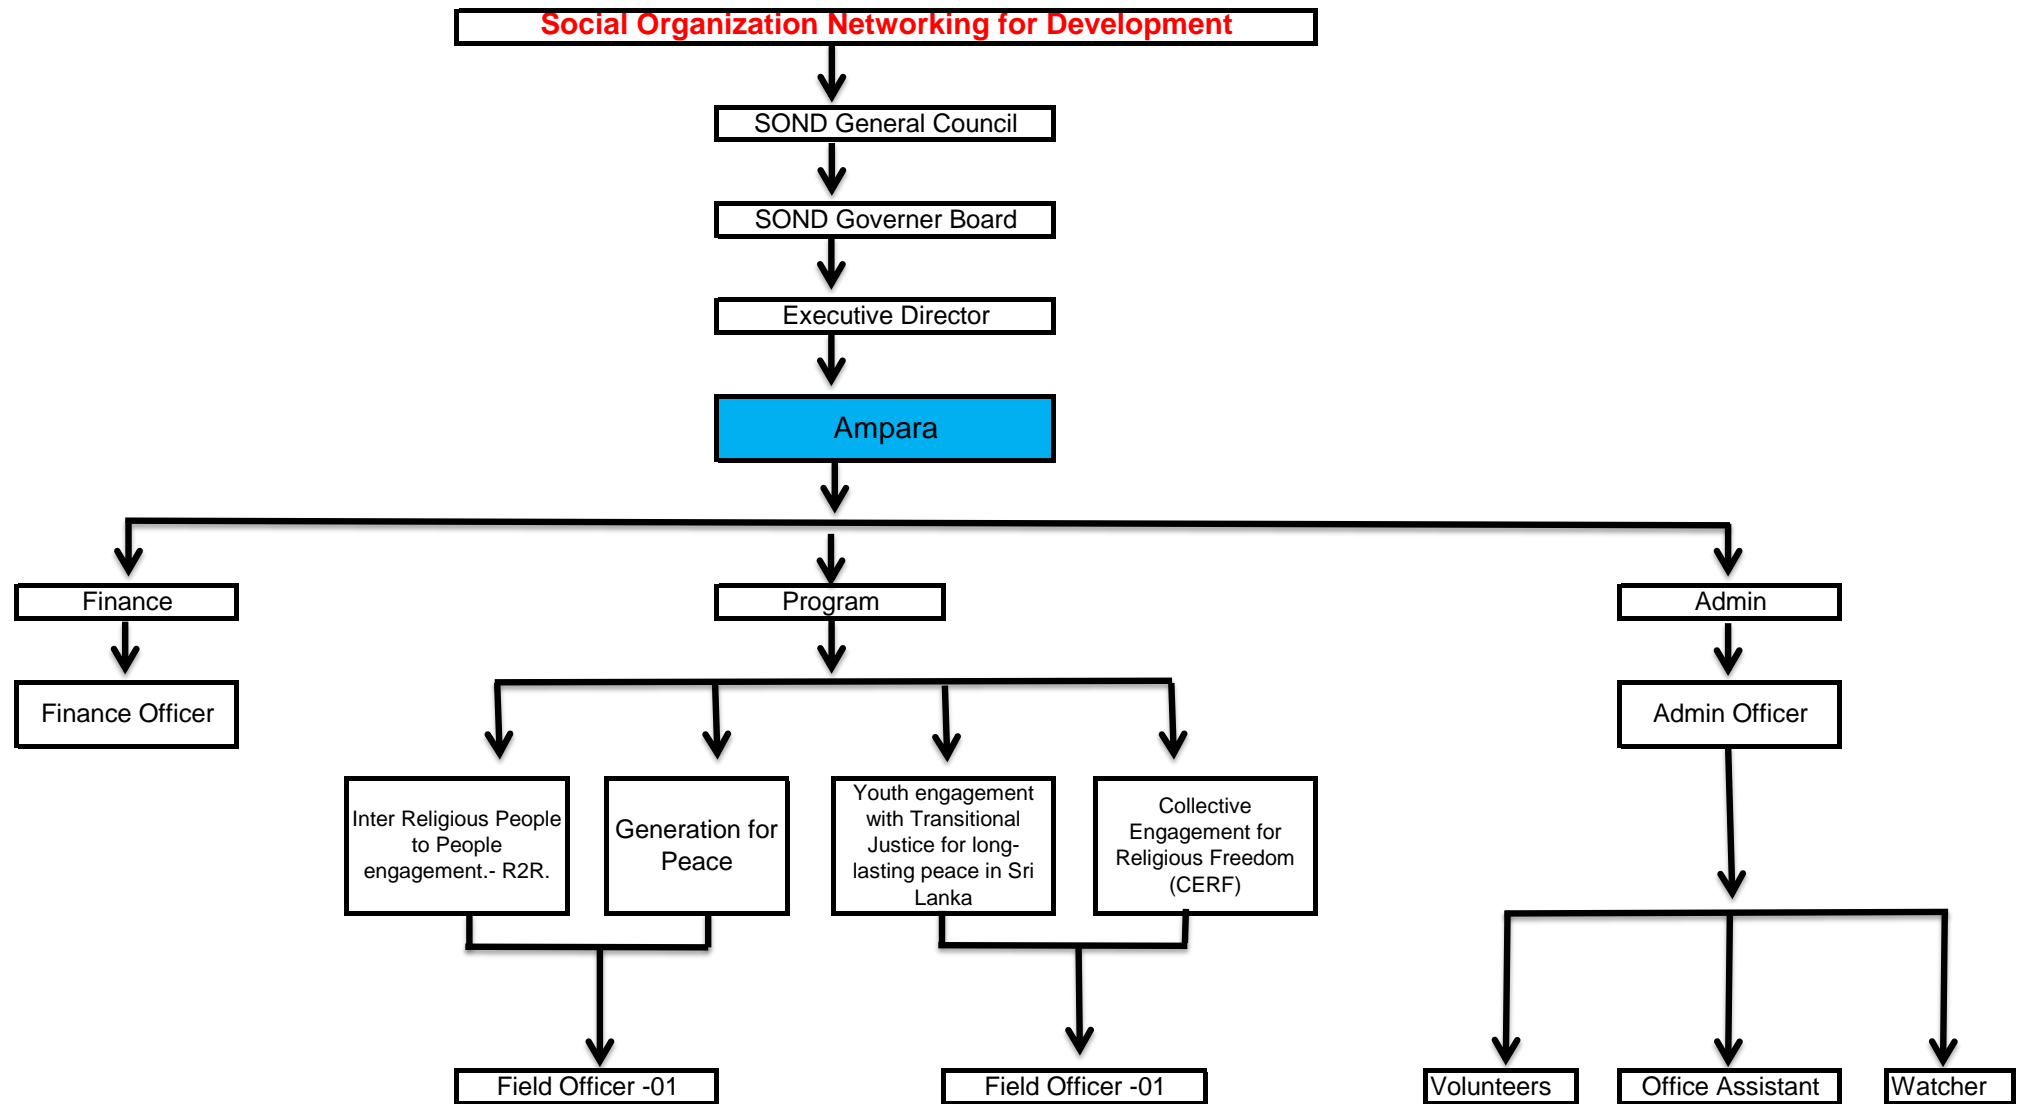 Social Organization Networking for Development
SOND General Council
SOND Governer Board
Executive Director
Ampara
Finance
Program
Admin
Finance Officer
Admin Officer
Inter Religious People
to People
engagement.- R2R.
Generation for
Peace
Youth engagement
with Transitional
Justice for long-
lasting peace in Sri
Lanka
Collective
Engagement for
Religious Freedom
(CERF)
Field Officer -01
Field Officer -01
Volunteers
Office Assistant
Watcher